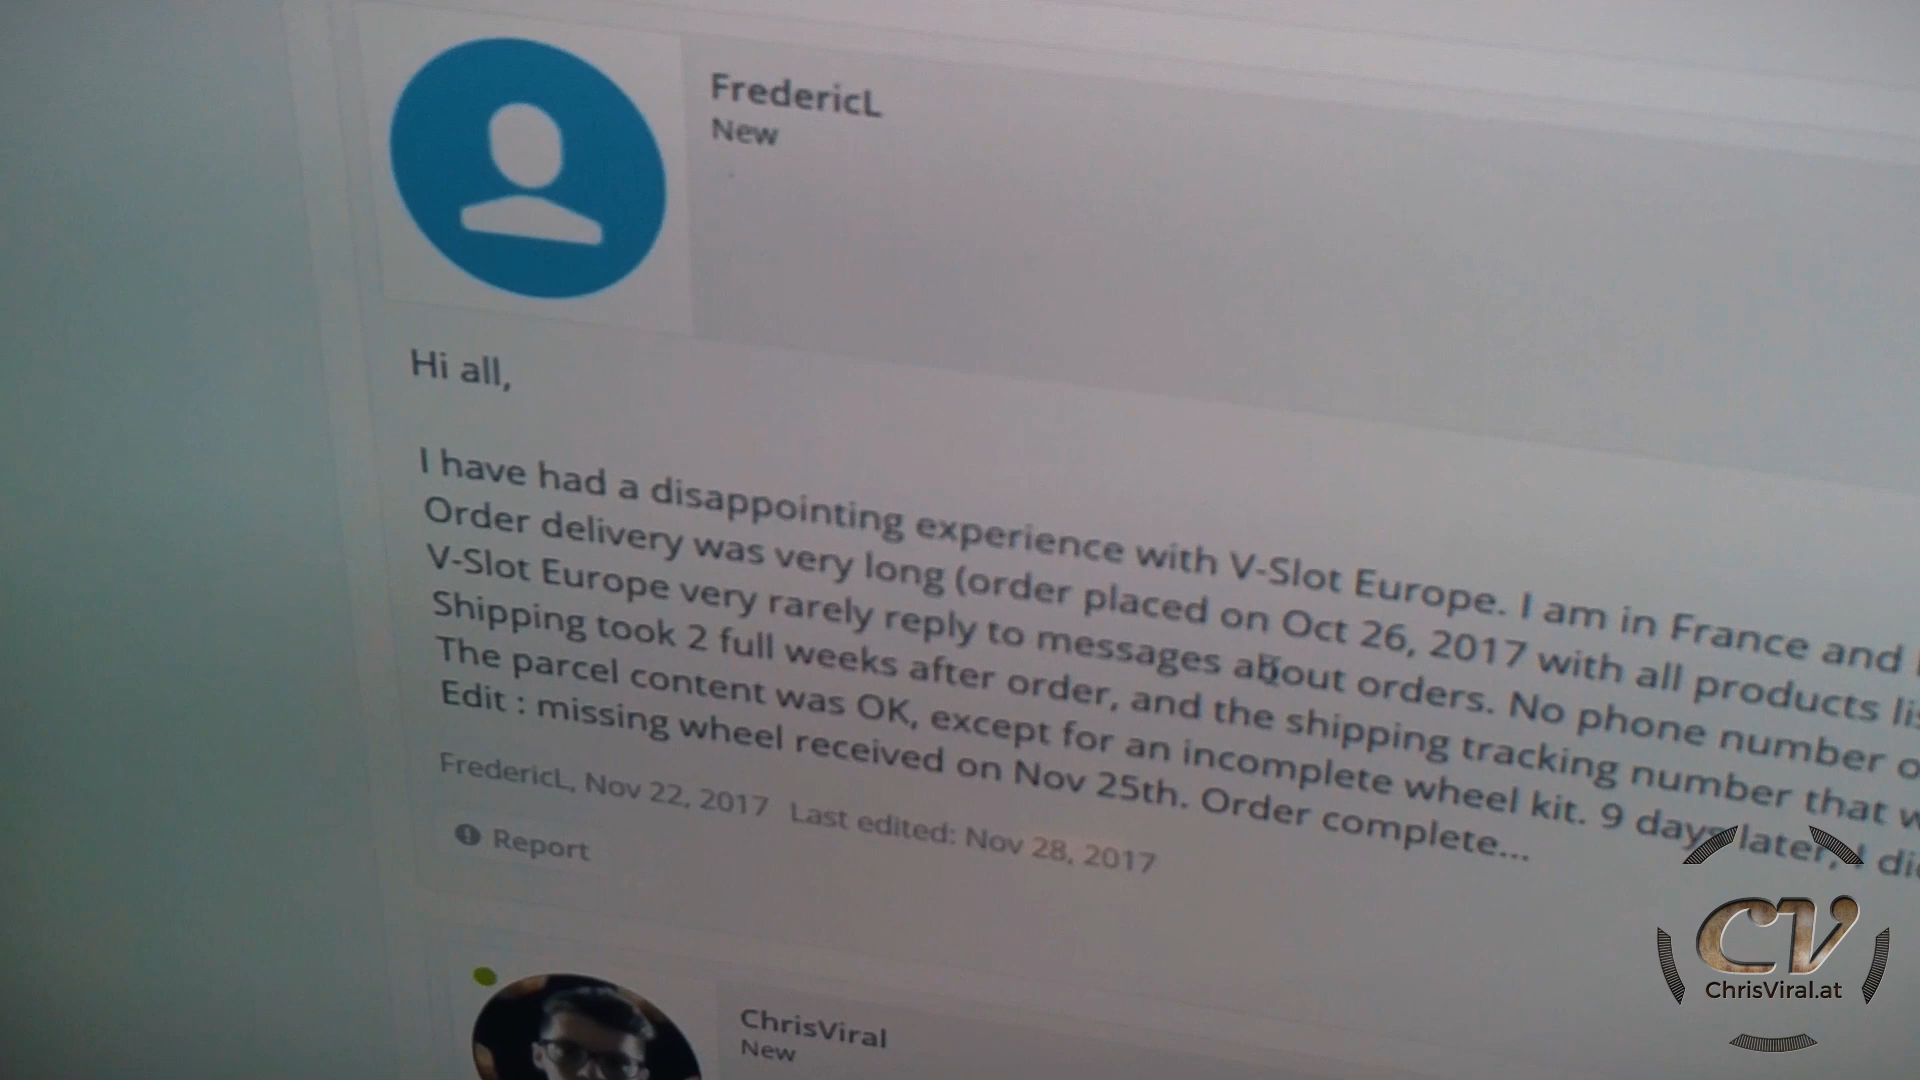 FredericL
New
Hi all,
I have had a disappointing experience with V-Slot Europe. I am in France and
Order delivery was very long (order placed on Oct 26, 2017 with all products
V-Slot Europe very rarely reply to messages about orders. No phone number
Shipping took 2 full weeks after order, and the shipping tracking number that
The parcel content was OK, except for an incomplete wheel kit. 9 days later, I
Edit : missing wheel received on Nov 25th. Order complete...
FredericL, Nov 22, 2017 Last edited: Nov 28, 2017
Report
ChrisViral
New
CV
ChrisViral.at